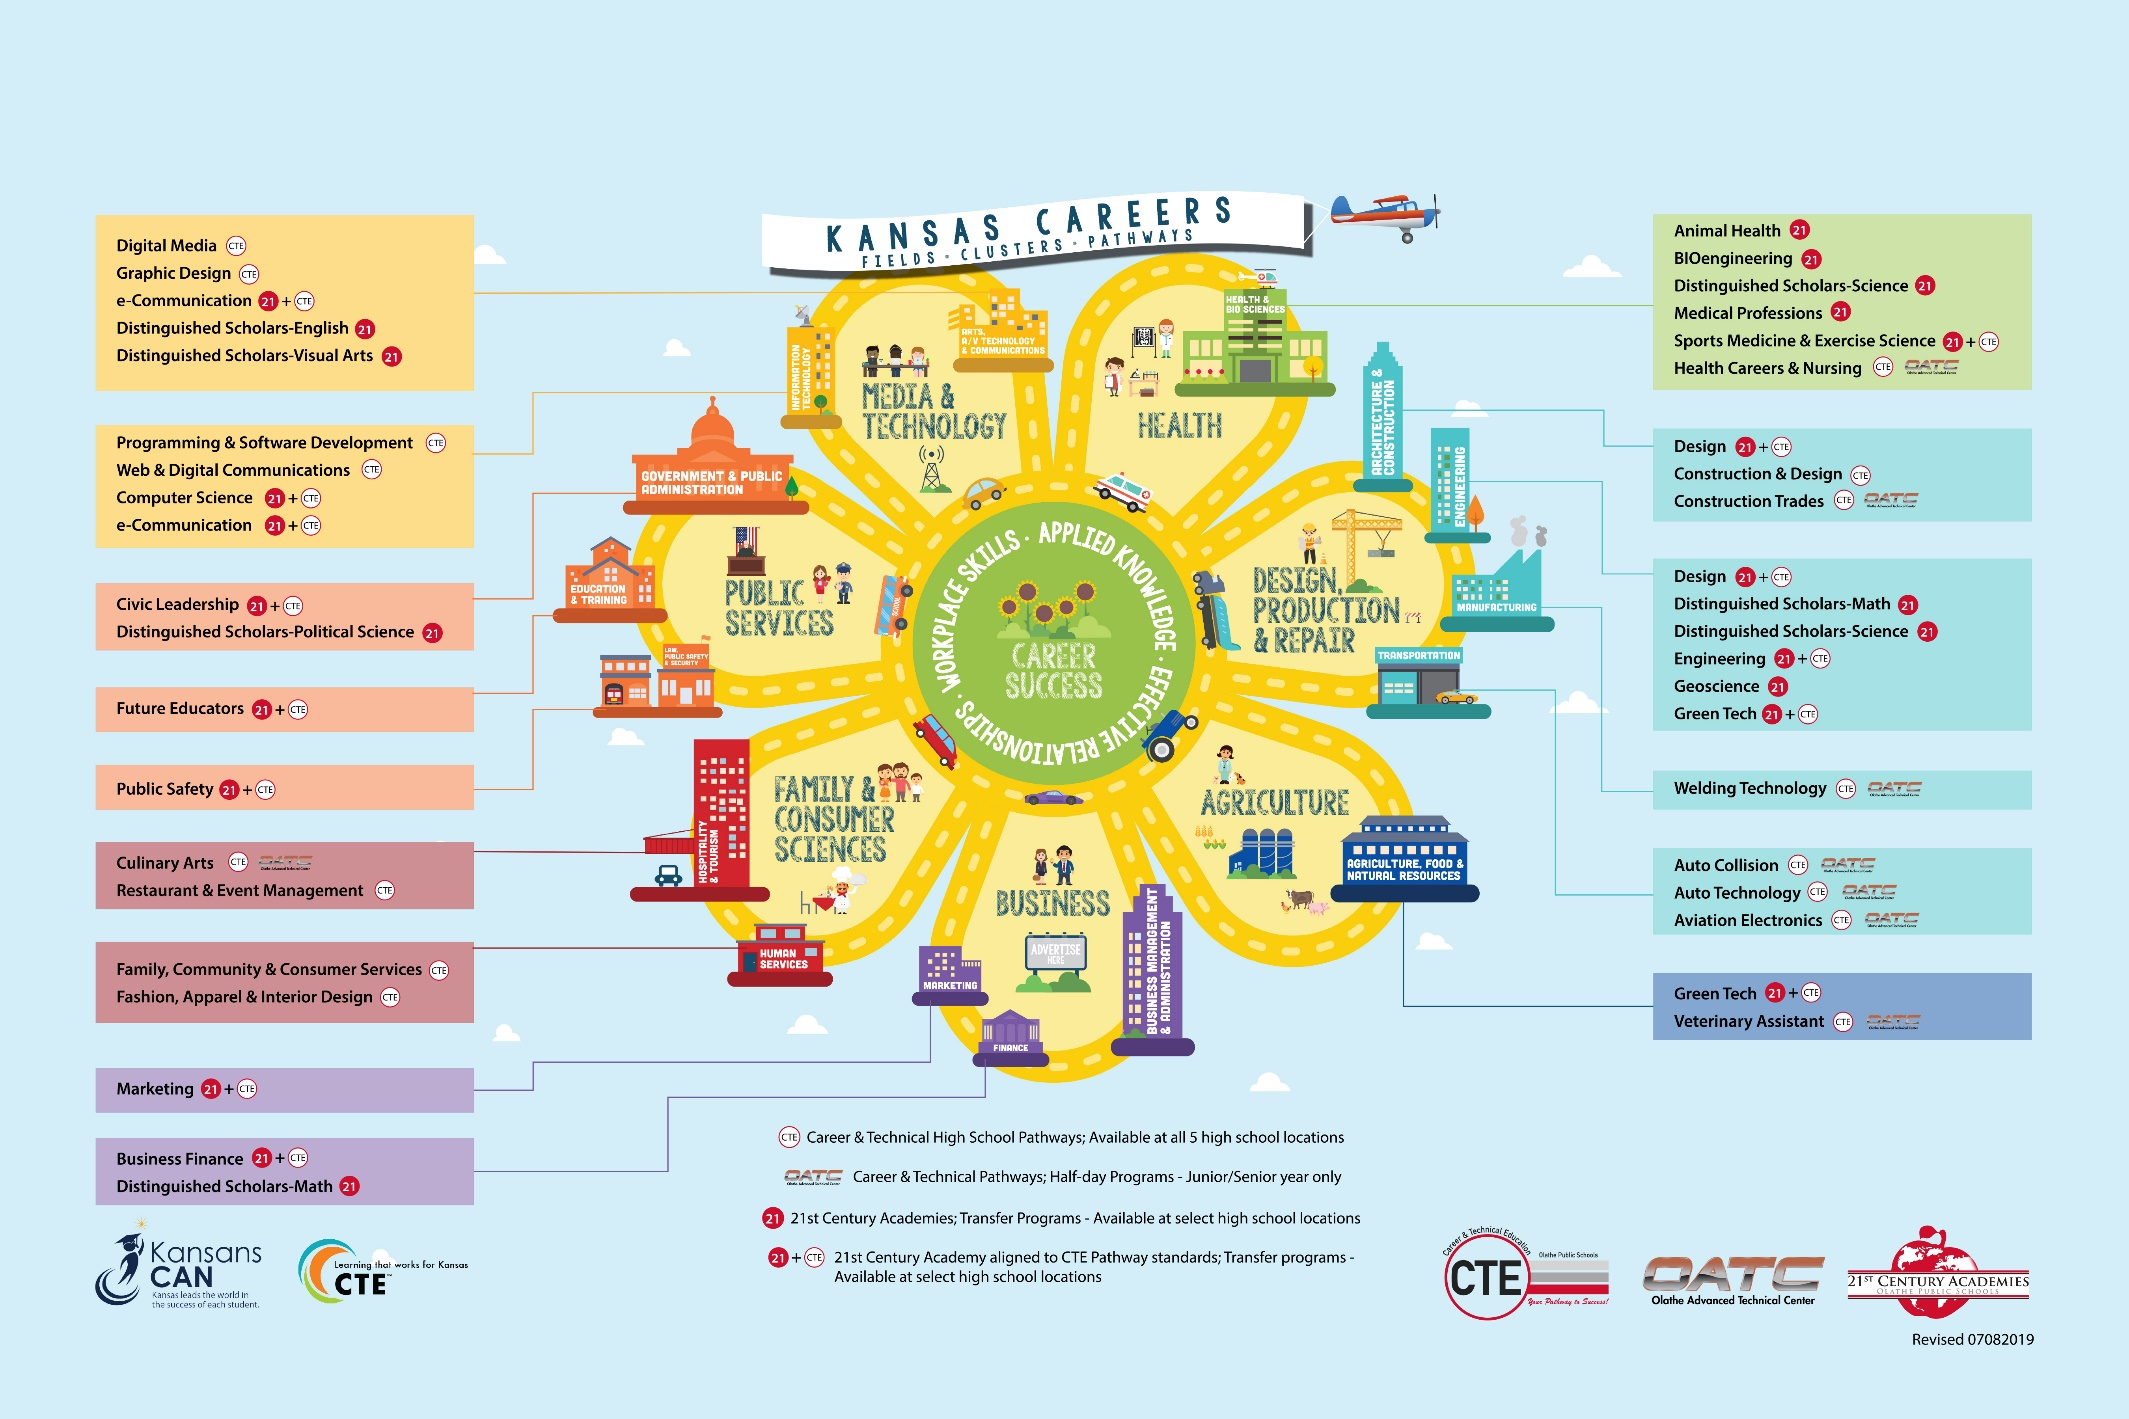 KANSAS CAREERS
FIELDS · CLUSTERS · PATHWAYS
Digital Media CTE
Graphic Design CTE
e-Communication 21 + CTE
Distinguished Scholars-English 21
Distinguished Scholars-Visual Arts 21
Programming & Software Development CTE
Web & Digital Communications CTE
Computer Science 21 + CTE
e-Communication 21 + CTE
Civic Leadership 21 + CTE
Distinguished Scholars-Political Science 21
Future Educators 21 + CTE
Public Safety 21 + CTE
Culinary Arts CTE OATC
Restaurant & Event Management CTE
Family, Community & Consumer Services CTE
Fashion, Apparel & Interior Design CTE
Marketing 21 + CTE
Business Finance 21 + CTE
Distinguished Scholars-Math 21
INFORMATION
TECHNOLOGY
ARTS,
A/V TECHNOLOGY
& COMMUNICATIONS
MEDIA &
TECHNOLOGY
HEALTH &
BIO SCIENCES
HEALTH
GOVERNMENT & PUBLIC
ADMINISTRATION
EDUCATION
& TRAINING
LAW,
PUBLIC SAFETY
& SECURITY
PUBLIC
SERVICES
SCHOOL
ARCHITECTURE &
CONSTRUCTION
ENGINEERING
MANUFACTURING
TRANSPORTATION
DESIGN,
PRODUCTION
& REPAIR
WORKPLACE SKILLS · APPLIED KNOWLEDGE · EFFECTIVE RELATIONSHIPS ·
CAREER
SUCCESS
HOSPITALITY
& TOURISM
FAMILY &
CONSUMER
SCIENCES
HUMAN
SERVICES
AGRICULTURE
AGRICULTURE, FOOD &
NATURAL RESOURCES
BUSINESS
ADVERTISE
HERE
MARKETING
FINANCE
BUSINESS MANAGEMENT
& ADMINISTRATION
Animal Health 21
BIOengineering 21
Distinguished Scholars-Science 21
Medical Professions 21
Sports Medicine & Exercise Science 21 + CTE
Health Careers & Nursing CTE OATC
Design 21 + CTE
Construction & Design CTE
Construction Trades CTE OATC
Design 21 + CTE
Distinguished Scholars-Math 21
Distinguished Scholars-Science 21
Engineering 21 + CTE
Geoscience 21
Green Tech 21 + CTE
Welding Technology CTE OATC
Auto Collision CTE OATC
Auto Technology CTE OATC
Aviation Electronics CTE OATC
Green Tech 21 + CTE
Veterinary Assistant CTE OATC
CTE Career & Technical High School Pathways; Available at all 5 high school locations
OATC Career & Technical Pathways; Half-day Programs - Junior/Senior year only
Olathe Advanced Technical Center
21 21st Century Academies; Transfer Programs - Available at select high school locations
21 + CTE 21st Century Academy aligned to CTE Pathway standards; Transfer programs -
Available at select high school locations
Kansans
CAN
Kansas leads the world in
the success of each student.
Learning that works for Kansas
CTE™
Career & Technical Education
Olathe Public Schools
CTE
Your Pathway to Success!
OATC
Olathe Advanced Technical Center
21ST CENTURY ACADEMIES
OLATHE PUBLIC SCHOOLS
Revised 07082019